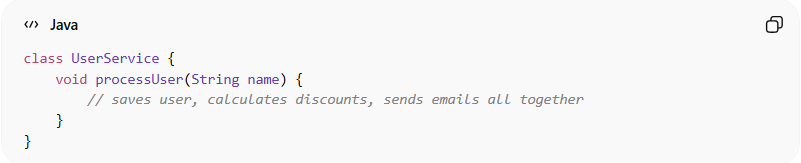 </> Java
class UserService {
    void processUser(String name) {
        // saves user, calculates discounts, sends emails all together
    }
}